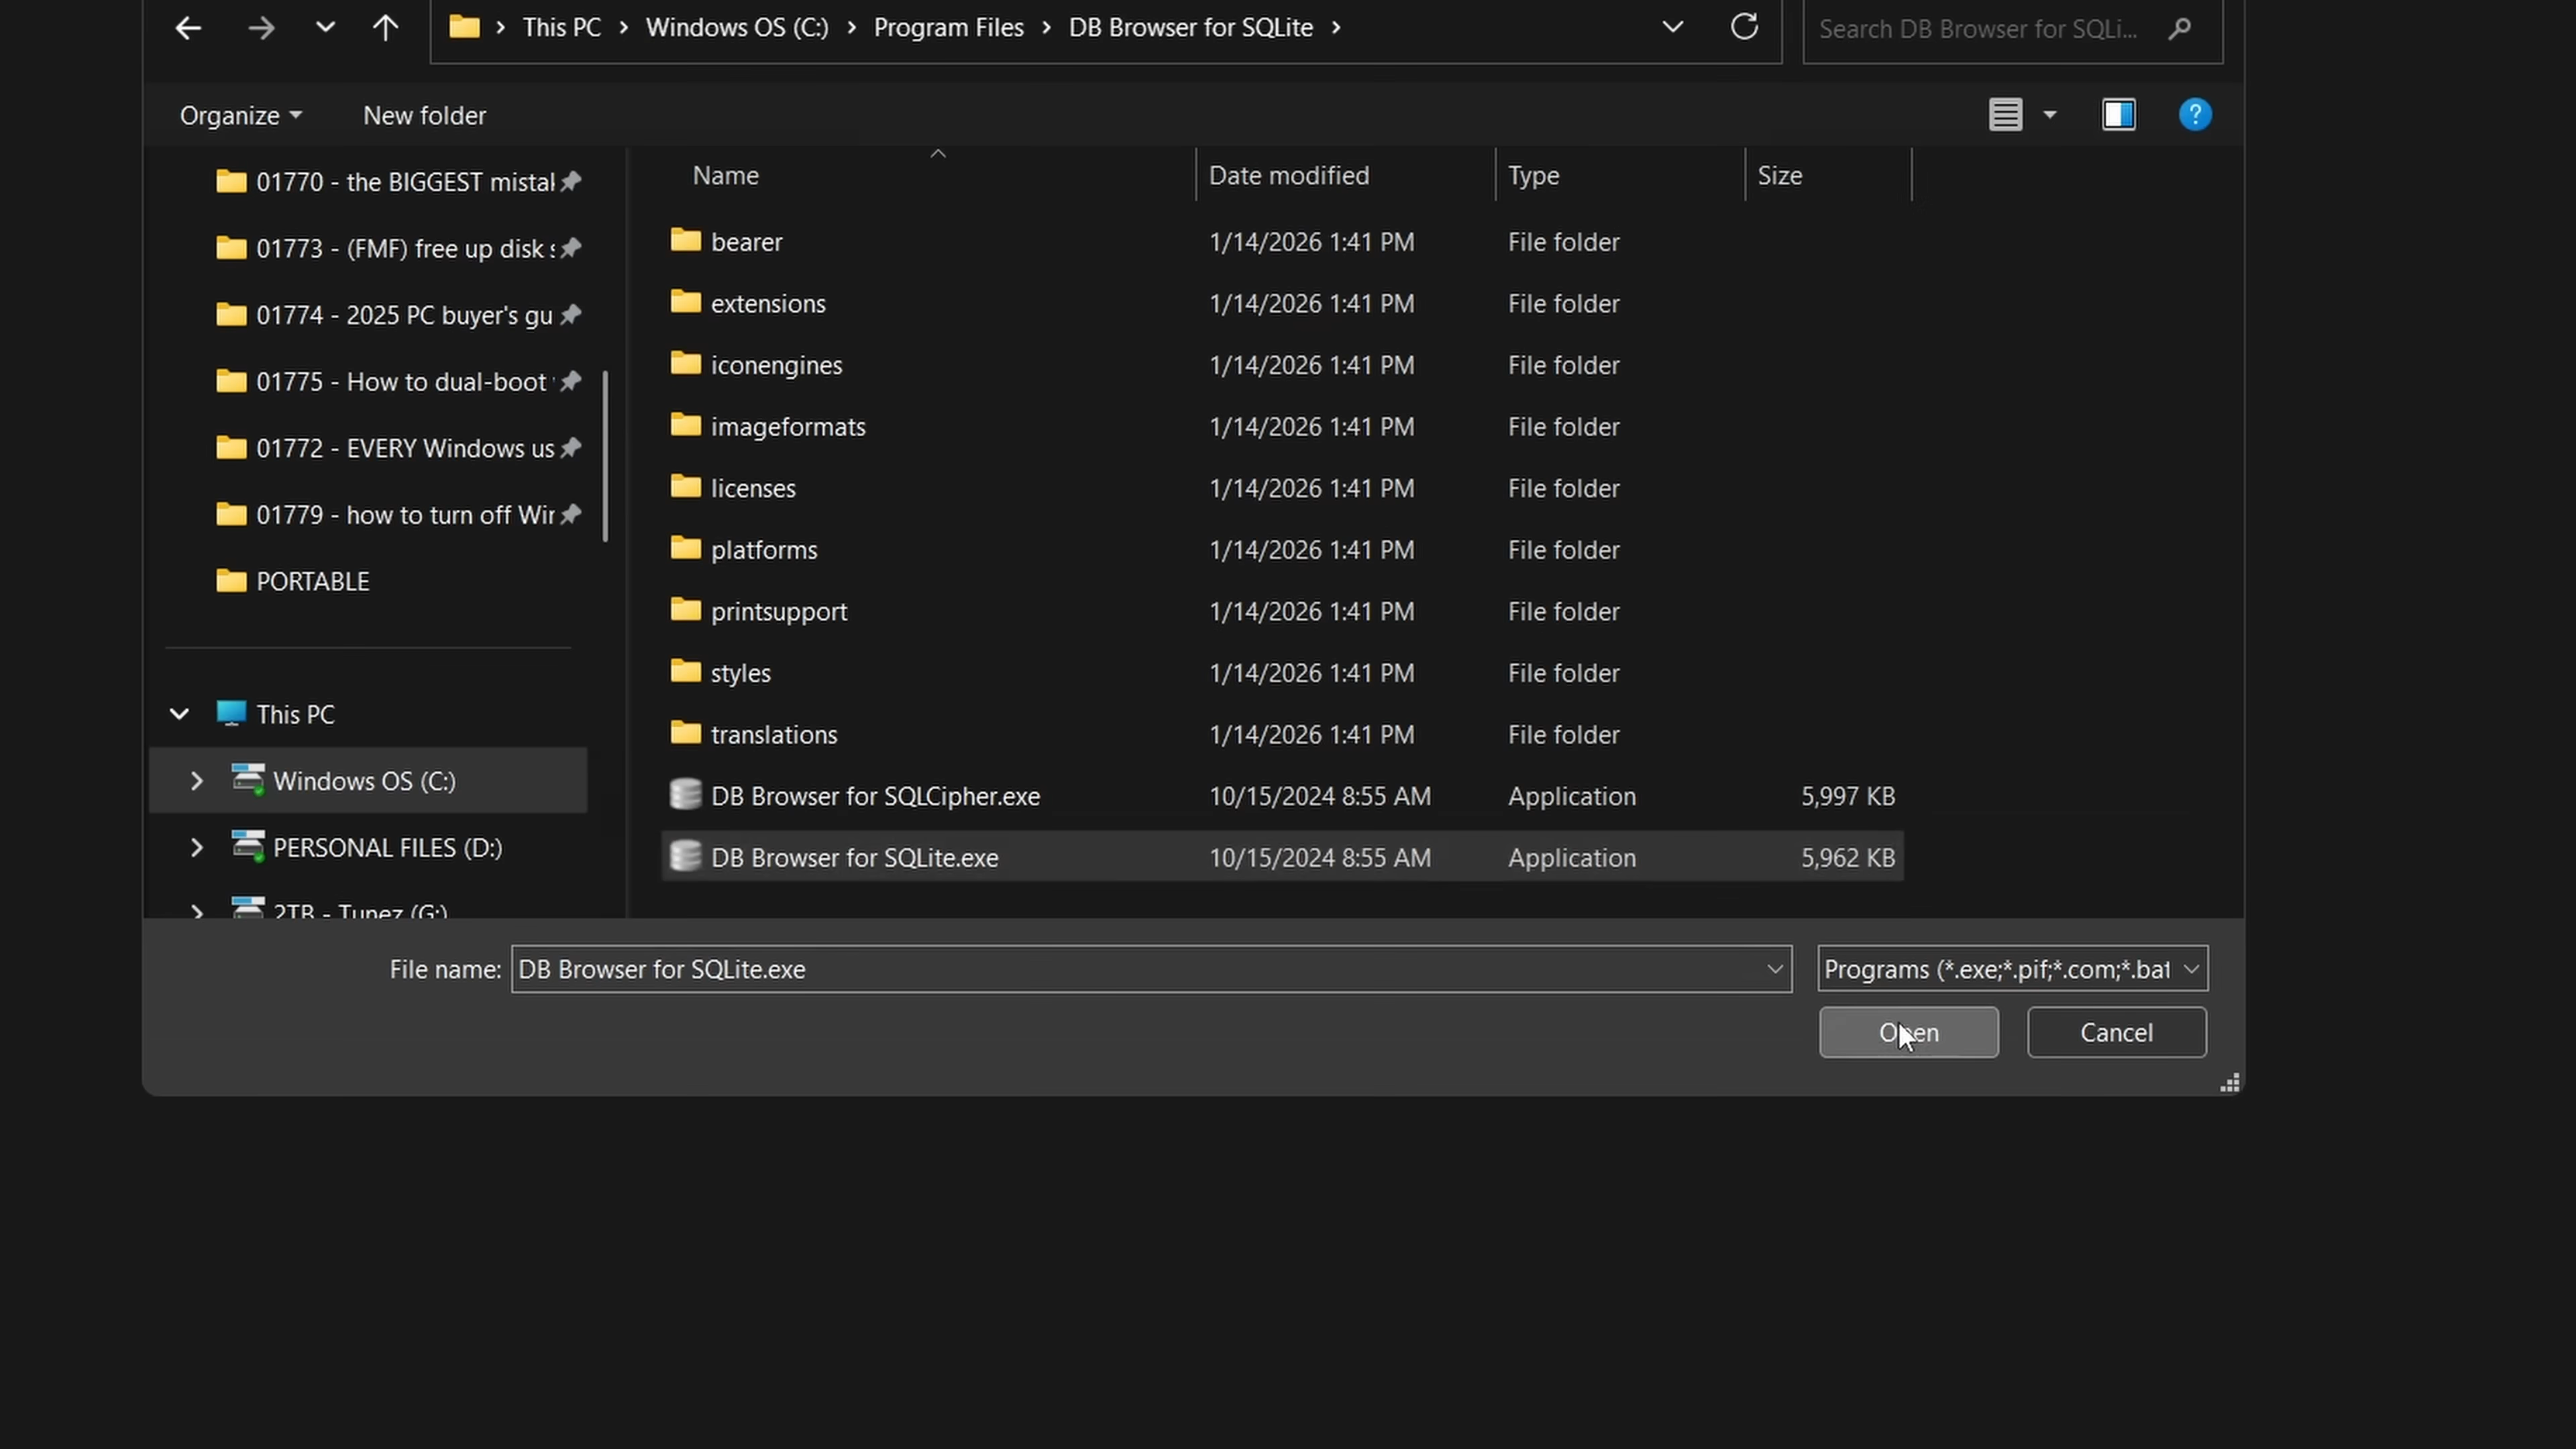 This PC > Windows OS (C:) > Program Files > DB Browser for SQLite >
Search DB Browser for SQLi...
Organize New folder
01770 - the BIGGEST mistal
01773 - (FMF) free up disk s
01774 - 2025 PC buyer's gu
01775 - How to dual-boot
01772 - EVERY Windows us
01779 - how to turn off Wir
PORTABLE
This PC
Windows OS (C:)
PERSONAL FILES (D:)
2TB - Tunez (G:)
Name Date modified Type Size
bearer 1/14/2026 1:41 PM File folder
extensions 1/14/2026 1:41 PM File folder
iconengines 1/14/2026 1:41 PM File folder
imageformats 1/14/2026 1:41 PM File folder
licenses 1/14/2026 1:41 PM File folder
platforms 1/14/2026 1:41 PM File folder
printsupport 1/14/2026 1:41 PM File folder
styles 1/14/2026 1:41 PM File folder
translations 1/14/2026 1:41 PM File folder
DB Browser for SQLCipher.exe 10/15/2024 8:55 AM Application 5,997 KB
DB Browser for SQLite.exe 10/15/2024 8:55 AM Application 5,962 KB
File name: DB Browser for SQLite.exe
Programs (*.exe;*.pif;*.com;*.bat
Open Cancel